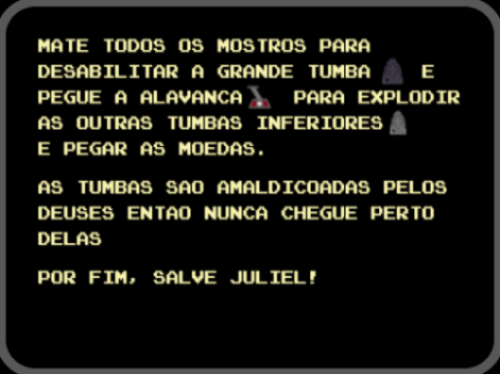 MATE TODOS OS MOSTROS PARA
DESABILITAR A GRANDE TUMBA E
PEGUE A ALAVANCA PARA EXPLODIR
AS OUTRAS TUMBAS INFERIORES
E PEGAR AS MOEDAS.
AS TUMBAS SAO AMALDICOADAS PELOS
DEUSES ENTAO NUNCA CHEGUE PERTO
DELAS
POR FIM, SALVE JULIEL!